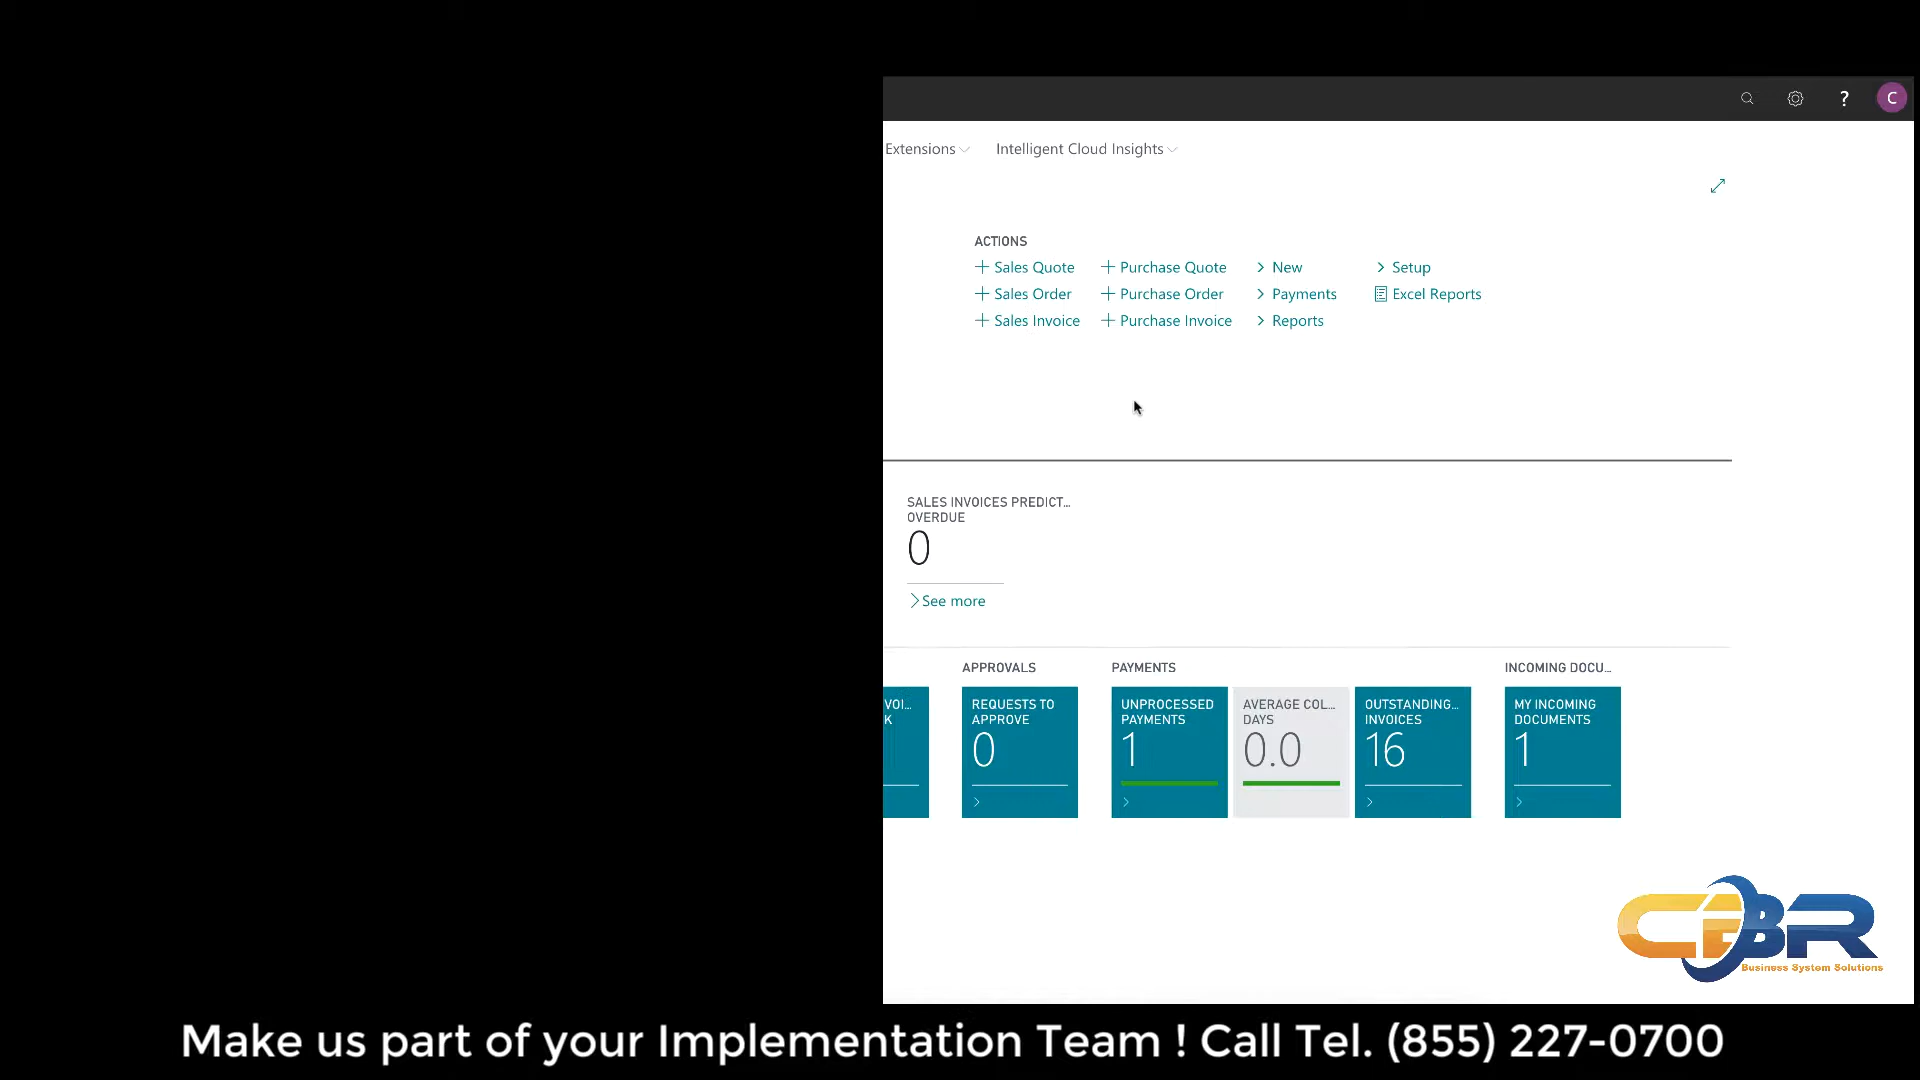 ?
C
Extensions
Intelligent Cloud Insights
ACTIONS
Sales Quote
Purchase Quote
New
Setup
Sales Order
Purchase Order
Payments
Excel Reports
Sales Invoice
Purchase Invoice
Reports
SALES INVOICES PREDICT...
OVERDUE
0
See more
APPROVALS
PAYMENTS
INCOMING DOCU...
VOI...
K
REQUESTS TO
APPROVE
0
UNPROCESSED
PAYMENTS
1
AVERAGE COL...
DAYS
0.0
OUTSTANDING...
INVOICES
16
MY INCOMING
DOCUMENTS
1
CFBR
Business System Solutions
Make us part of your Implementation Team ! Call Tel. (855) 227-0700